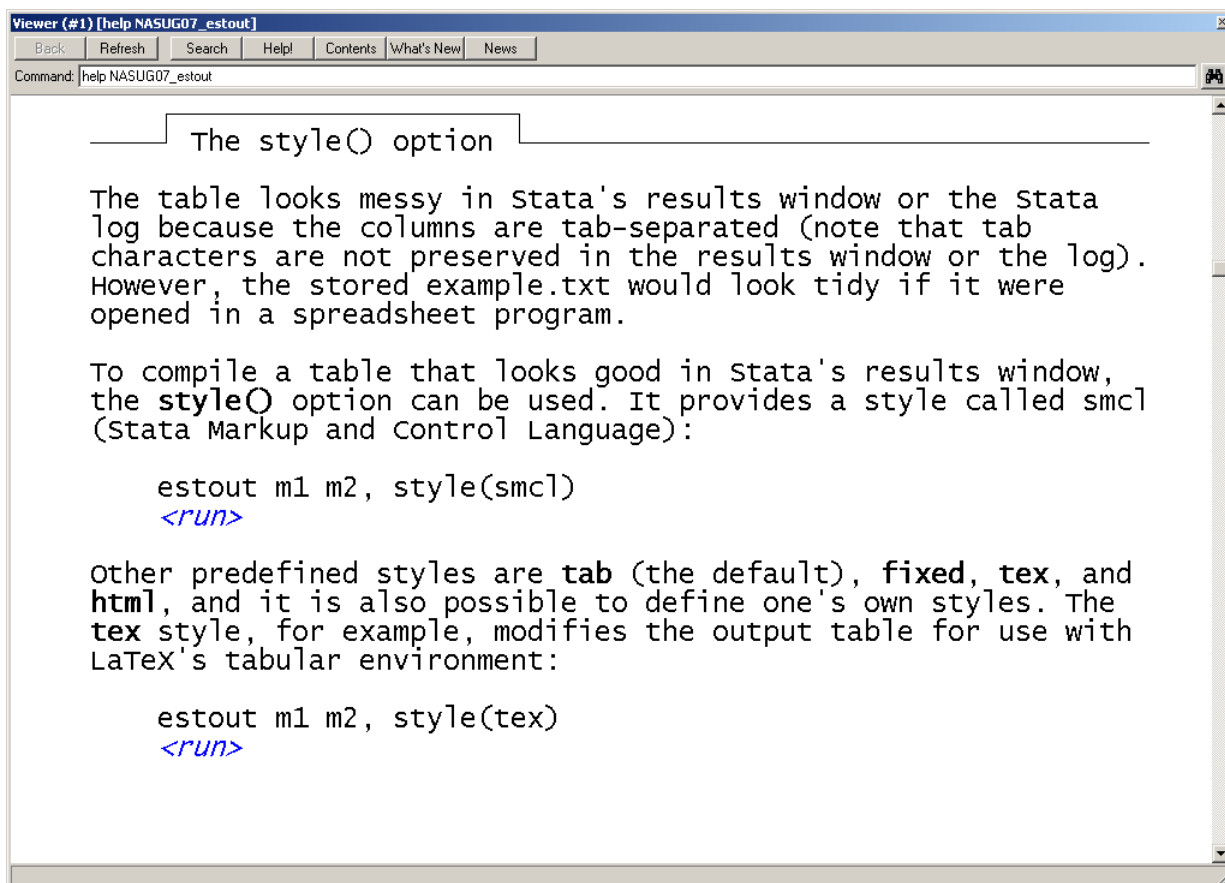 Viewer (#1) [help NASUG07_estout]
Back Refresh Search Help! Contents What's New News
Command: help NASUG07_estout
The style() option
The table looks messy in Stata's results window or the Stata
log because the columns are tab-separated (note that tab
characters are not preserved in the results window or the log).
However, the stored example.txt would look tidy if it were
opened in a spreadsheet program.
To compile a table that looks good in Stata's results window,
the style() option can be used. It provides a style called smcl
(Stata Markup and Control Language):
estout m1 m2, style(smcl)
<run>
Other predefined styles are tab (the default), fixed, tex, and
html, and it is also possible to define one's own styles. The
tex style, for example, modifies the output table for use with
LaTeX's tabular environment:
estout m1 m2, style(tex)
<run>